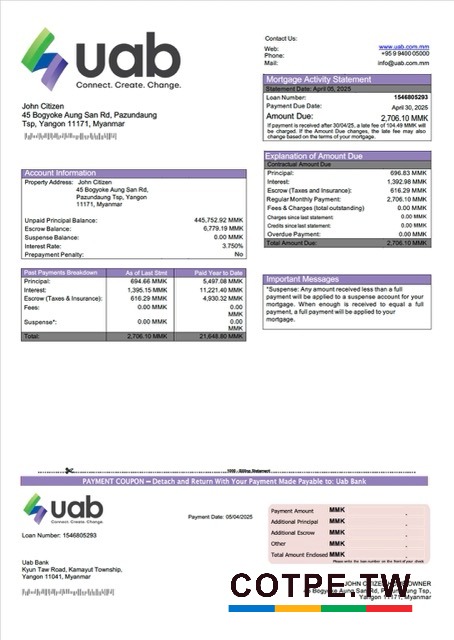 uab
Connect. Create. Change.
Contact Us:
Web: www.uab.com.mm
Phone: +95 9 9400 05000
Mail: info@uab.com.mm
John Citizen
45 Bogyoke Aung San Rd, Pazundaung
Tsp, Yangon 11171, Myanmar
Mortgage Activity Statement
Statement Date: April 05, 2025
Loan Number: 1546805293
Payment Due Date: April 30, 2025
Amount Due: 2,706.10 MMK
If payment is received after 30/04/25, a late fee of 104.49 MMK will
be charged. If the Amount Due changes, the late fee may also
change based on the terms of your mortgage.
Explanation of Amount Due
Contractual Amount Due
Principal: 696.83 MMK
Interest: 1,392.98 MMK
Escrow (Taxes and Insurance): 616.29 MMK
Regular Monthly Payment: 2,706.10 MMK
Fees & Charges (total outstanding) 0.00 MMK
Charges since last statement: 0.00 MMK
Credits since last statement: 0.00 MMK
Overdue Payment: 0.00 MMK
Total Amount Due: 2,706.10 MMK
Account Information
Property Address: John Citizen
45 Bogyoke Aung San Rd,
Pazundaung Tsp, Yangon
11171, Myanmar
Unpaid Principal Balance: 445,752.92 MMK
Escrow Balance: 6,779.19 MMK
Suspense Balance: 0.00 MMK
Interest Rate: 3.750%
Prepayment Penalty: No
Past Payments Breakdown As of Last Stmt Paid Year to Date
Principal: 694.66 MMK 5,497.08 MMK
Interest: 1,395.15 MMK 11,221.40 MMK
Escrow (Taxes & Insurance): 616.29 MMK 4,930.32 MMK
Fees: 0.00 MMK 0.00
MMK
Suspense*: 0.00 MMK 0.00
MMK
Total: 2,706.10 MMK 21,648.80 MMK
Important Messages
*Suspense: Any amount received less than a full
payment will be applied to a suspense account for your
mortgage. When enough is received to equal a full
payment, a full payment will be applied to your
mortgage.
Billing Statement
PAYMENT COUPON – Detach and Return With Your Payment Made Payable to: Uab Bank
uab
Connect. Create. Change.
Payment Date: 05/04/2025
Loan Number: 1546805293
Payment Amount MMK
Additional Principal MMK
Additional Escrow MMK
Other MMK
Total Amount Enclosed MMK
Please write the loan number on the front of your check.
Uab Bank
Kyun Taw Road, Kamayut Township,
Yangon 11041, Myanmar
JOHN CITIZEN HOMEOWNER
45 Bogyoke Aung San Rd, Pazundaung
Yangon 11171, Myanmar
COTPE.TW